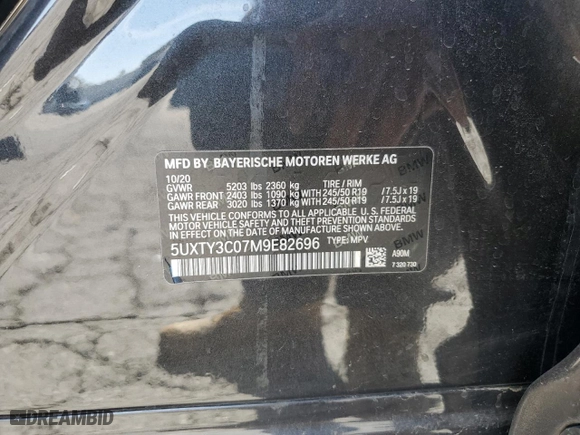 MFD BY BAYERISCHE MOTOREN WERKE AG
10/20
GVWR 5203 lbs 2360 kg TIRE / RIM
GAWR FRONT 2403 lbs 1090 kg WITH 245/50 R19 / 7.5J x 19
GAWR REAR 3020 lbs 1370 kg WITH 245/50 R19 / 7.5J x 19
THIS VEHICLE CONFORMS TO ALL APPLICABLE U. S. FEDERAL
MOTOR VEHICLE SAFETY, BUMPER, AND THEFT PREVENTION
STANDARDS IN EFFECT ON THE DATE OF MANUFACTURE SHOWN ABOVE.
5UXTY3C07M9E82696 TYPE: MPV
A90M
7 320 730
BMW
BMW
DREAMBID